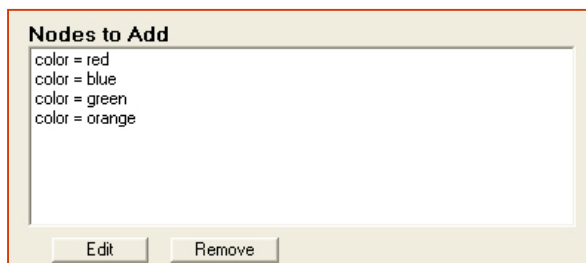 Nodes to Add
color = red
color = blue
color = green
color = orange
Edit Remove